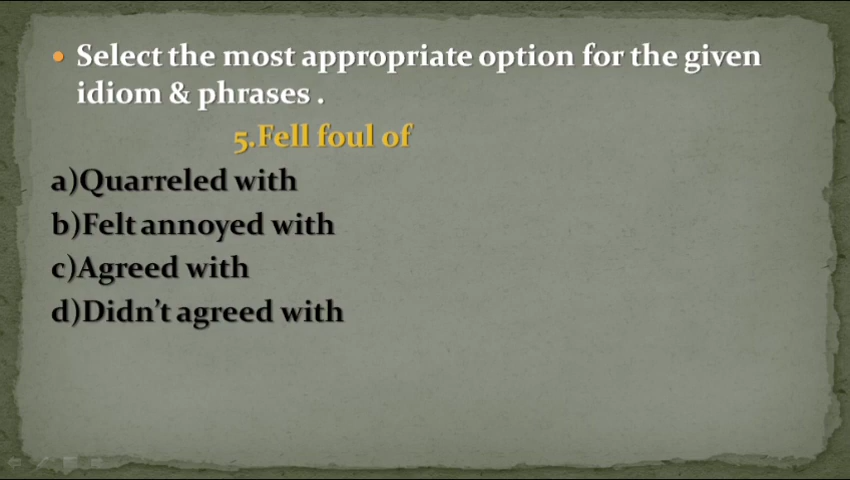 • Select the most appropriate option for the given
idiom & phrases .
5.Fell foul of
a)Quarreled with
b)Felt annoyed with
c)Agreed with
d)Didn't agreed with